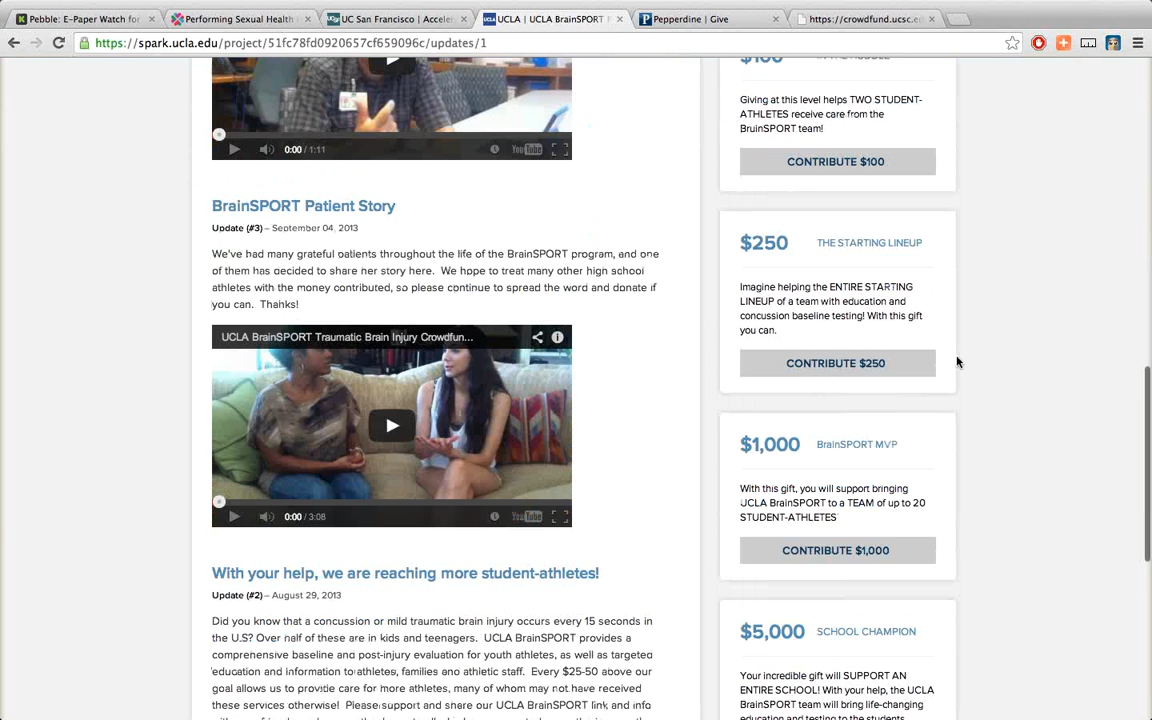 Pebble: E-Paper Watch for
Performing Sexual Health
UC San Francisco | Acceler
UCLA | UCLA BrainSPORT
Pepperdine | Give
https://crowdfund.ucsc.e
https://spark.ucla.edu/project/51fc78fd0920657cf659096c/updates/1
0:00 / 1:11
YouTube
BrainSPORT Patient Story
Update (#3) – September 04, 2013
We've had many grateful patients throughout the life of the BrainSPORT program, and one
of them has decided to share her story here. We hope to treat many other high school
athletes with the money contributed, so please continue to spread the word and donate if
you can. Thanks!
UCLA BrainSPORT Traumatic Brain Injury Crowdfun...
0:00 / 3:08
YouTube
With your help, we are reaching more student-athletes!
Update (#2) – August 29, 2013
Did you know that a concussion or mild traumatic brain injury occurs every 15 seconds in
the U.S? Over half of these are in kids and teenagers. UCLA BrainSPORT provides a
comprehensive baseline and post-injury evaluation for youth athletes, as well as targeted
education and information to athletes, families and athletic staff. Every $25-50 above our
goal allows us to provide care for more athletes, many of whom may not have received
these services otherwise! Please support and share our UCLA BrainSPORT link and info
$100
Giving at this level helps TWO STUDENT-
ATHLETES receive care from the
BruinSPORT team!
CONTRIBUTE $100
$250 THE STARTING LINEUP
Imagine helping the ENTIRE STARTING
LINEUP of a team with education and
concussion baseline testing! With this gift
you can.
CONTRIBUTE $250
$1,000 BrainSPORT MVP
With this gift, you will support bringing
UCLA BrainSPORT to a TEAM of up to 20
STUDENT-ATHLETES
CONTRIBUTE $1,000
$5,000 SCHOOL CHAMPION
Your incredible gift will SUPPORT AN
ENTIRE SCHOOL! With your help, the UCLA
BrainSPORT team will bring life-changing
education and testing to the students